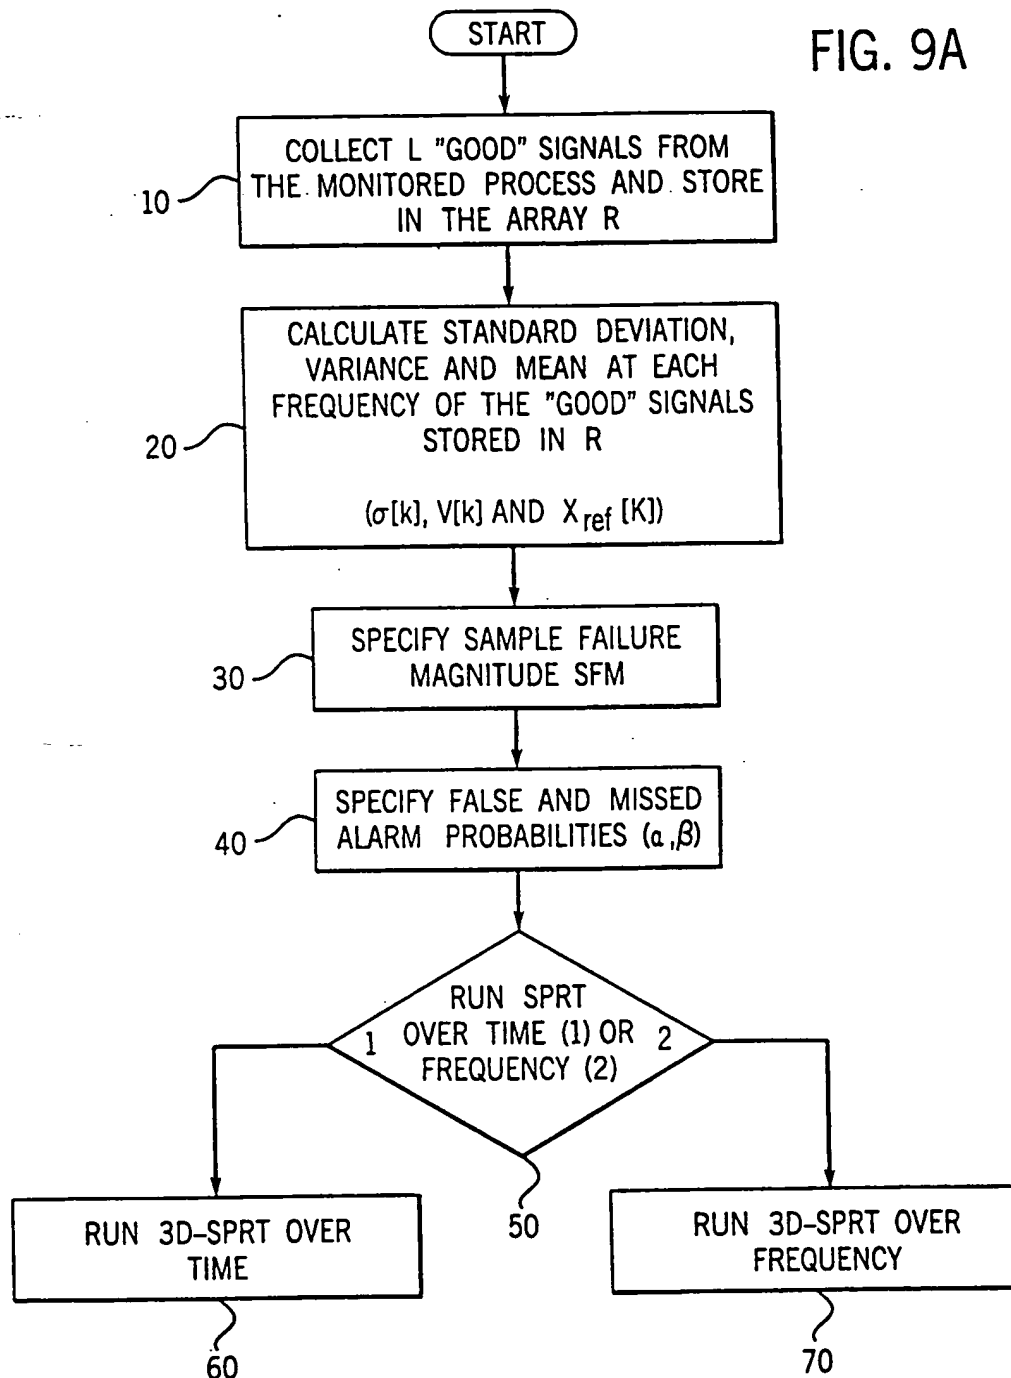 START
FIG. 9A
COLLECT L "GOOD" SIGNALS FROM
THE MONITORED PROCESS AND STORE
IN THE ARRAY R
10
CALCULATE STANDARD DEVIATION,
VARIANCE AND MEAN AT EACH
FREQUENCY OF THE "GOOD" SIGNALS
STORED IN R
(σ[k], V[k] AND Xref [K])
20
SPECIFY SAMPLE FAILURE
MAGNITUDE SFM
30
SPECIFY FALSE AND MISSED
ALARM PROBABILITIES (α,β)
40
RUN SPRT
OVER TIME (1) OR
FREQUENCY (2)
1
2
50
RUN 3D-SPRT OVER
TIME
60
RUN 3D-SPRT OVER
FREQUENCY
70